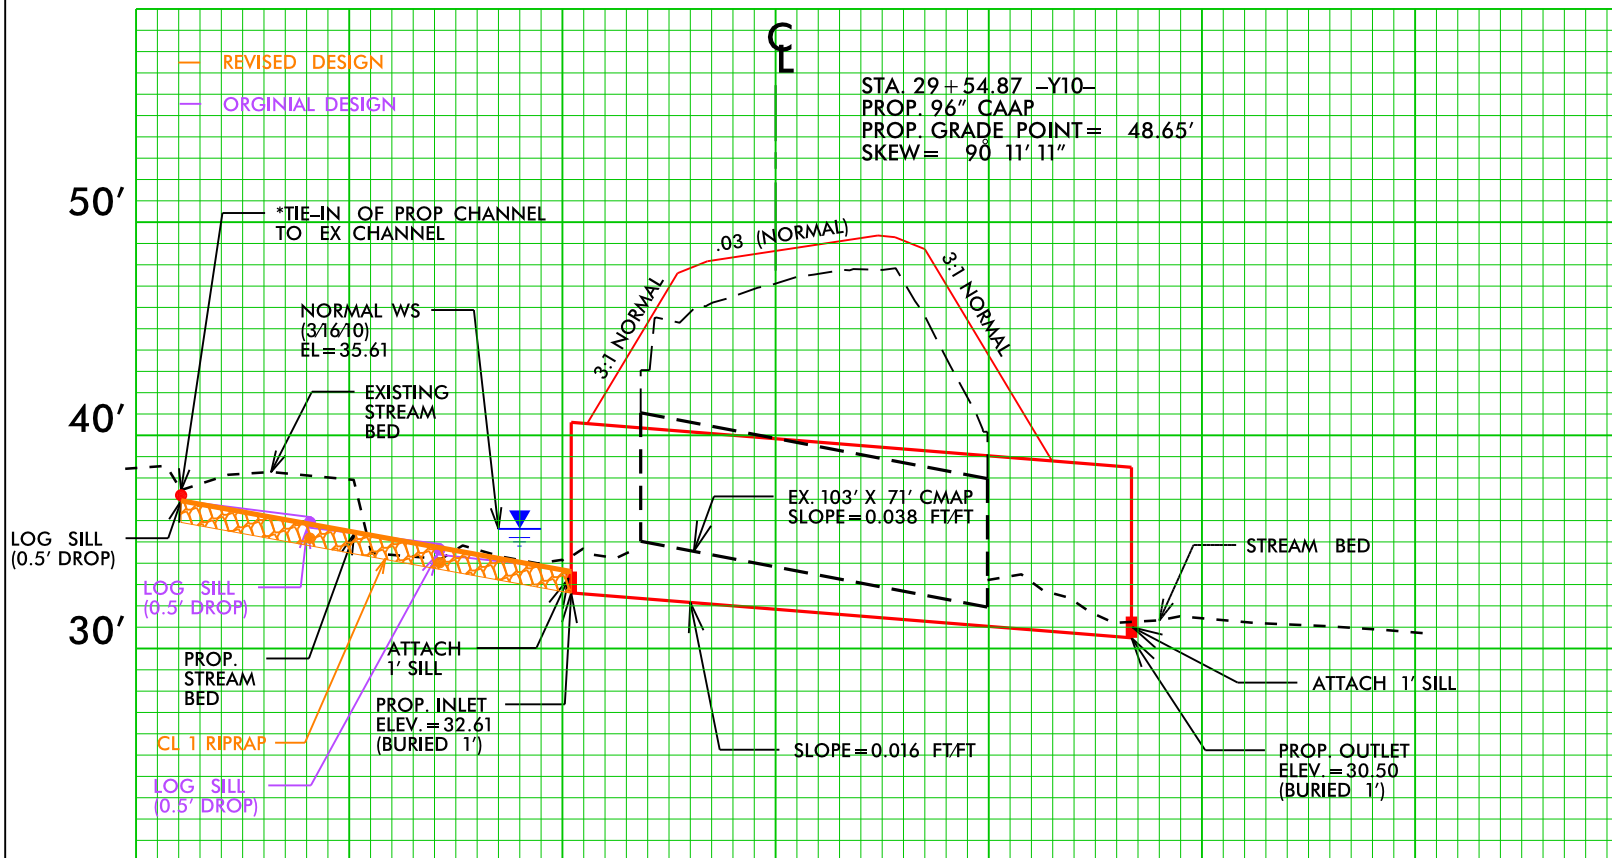 REVISED DESIGN
ORGINIAL DESIGN
CL
STA. 29+54.87 -Y10-
PROP. 96" CAAP
PROP. GRADE POINT= 48.65'
SKEW= 90° 11' 11"
50'
40'
30'
*TIE-IN OF PROP CHANNEL
TO EX CHANNEL
.03 (NORMAL)
3:1 NORMAL
3:1 NORMAL
NORMAL WS
(3/16/10)
EL=35.61
EXISTING
STREAM
BED
EX. 103' X 71' CMAP
SLOPE=0.038 FT/FT
LOG SILL
(0.5' DROP)
STREAM BED
LOG SILL
(0.5' DROP)
PROP.
STREAM
BED
ATTACH
1' SILL
PROP. INLET
ELEV.=32.61
(BURIED 1')
ATTACH 1' SILL
CL 1 RIPRAP
SLOPE=0.016 FT/FT
PROP. OUTLET
ELEV.=30.50
(BURIED 1')
LOG SILL
(0.5' DROP)